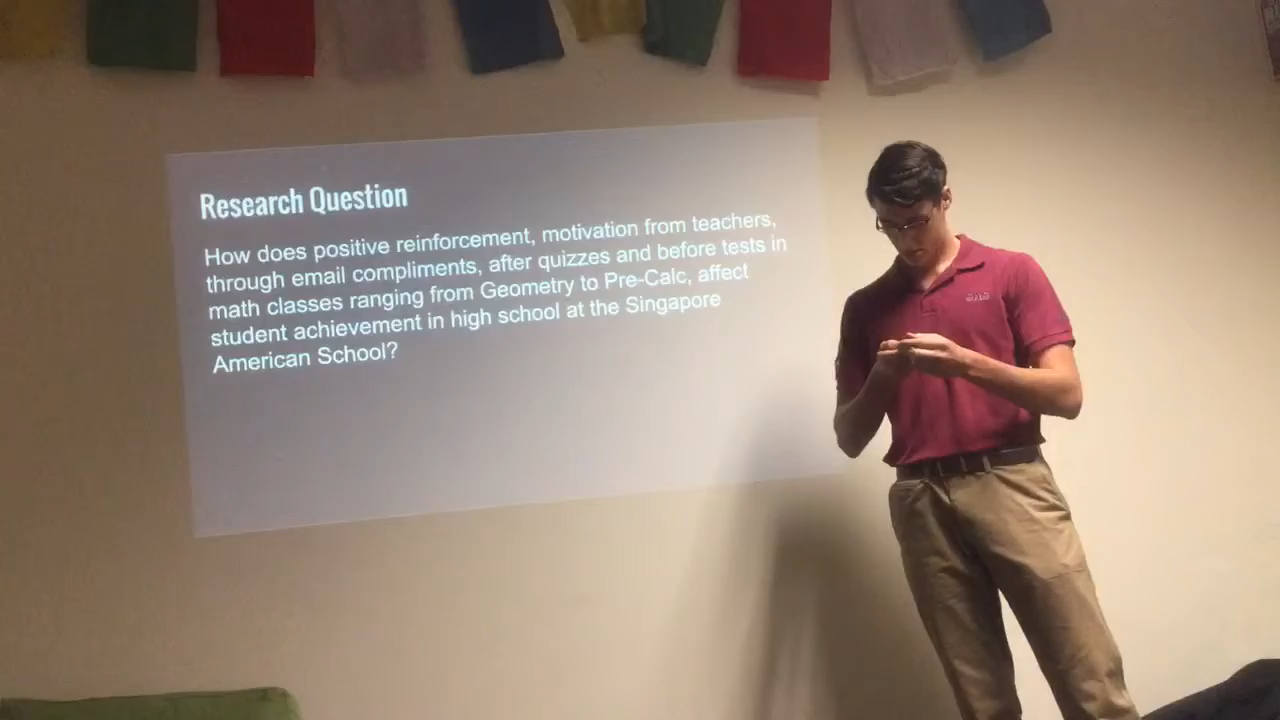 Research Question
How does positive reinforcement, motivation from teachers,
through email compliments, after quizzes and before tests in
math classes ranging from Geometry to Pre-Calc, affect
student achievement in high school at the Singapore
American School?